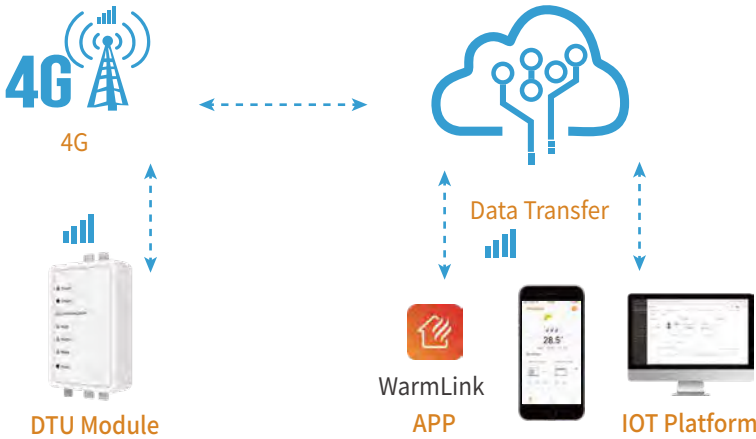 4G
4G
Data Transfer
28.5°
WarmLink
APP
DTU Module
IOT Platform